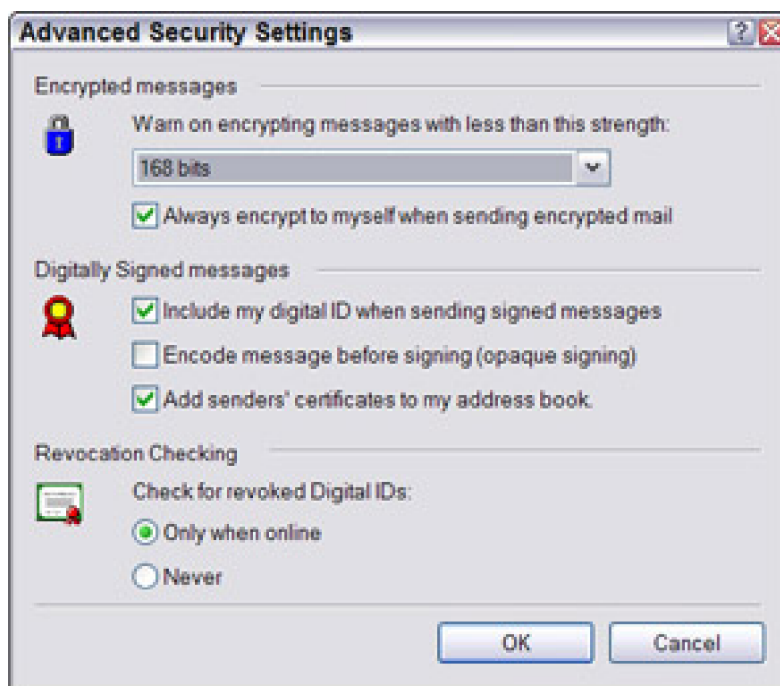 Advanced Security Settings
Encrypted messages
Warn on encrypting messages with less than this strength:
168 bits
Always encrypt to myself when sending encrypted mail
Digitally Signed messages
Include my digital ID when sending signed messages
Encode message before signing (opaque signing)
Add senders' certificates to my address book.
Revocation Checking
Check for revoked Digital IDs:
Only when online
Never
OK Cancel